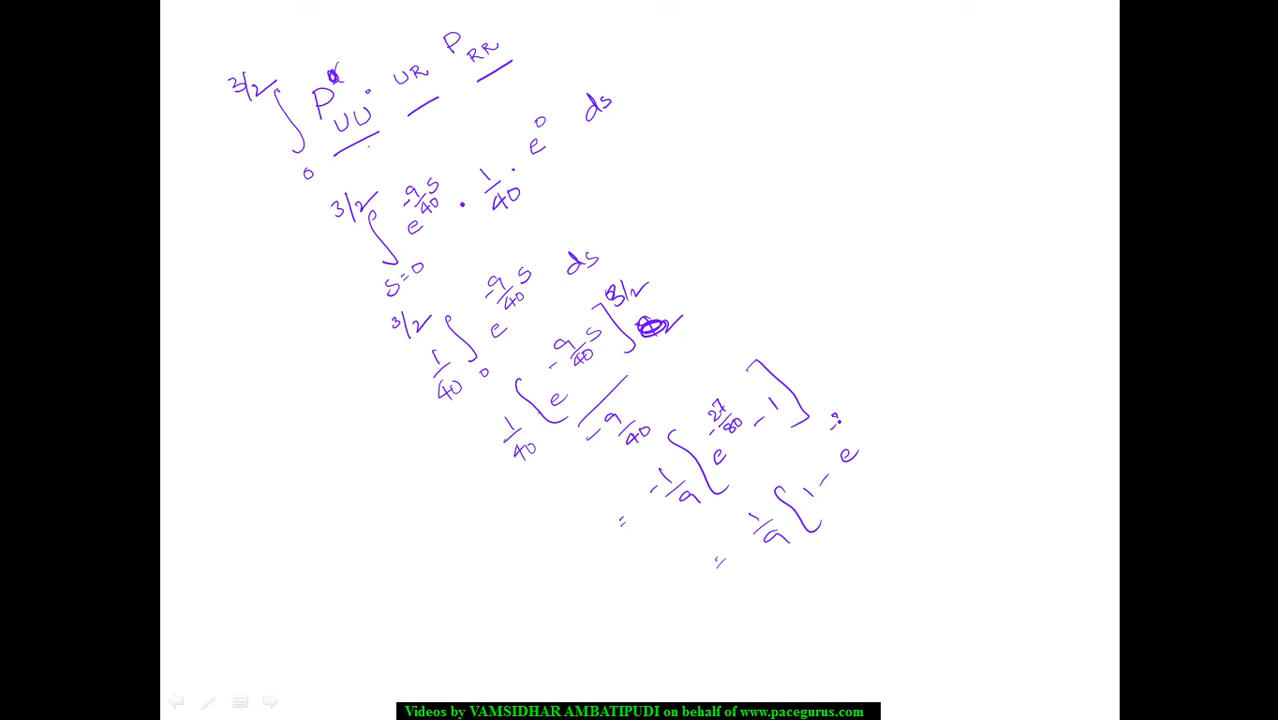 ∫₀^{3/2} P_{UU} · UR P_{RR}
∫_{s=0}^{3/2} e^{-9/40 s} · 1/40 · e^0 ds
1/40 ∫₀^{3/2} e^{-9/40 s} ds
1/40 [ e^{-9/40 s} / -9/40 ]^{3/2}
= -1/9 [ e^{-27/80} - 1 ]
= 1/9 [ 1 - e
Videos by VAMSIDHAR AMBATIPUDI on behalf of www.pacegurus.com